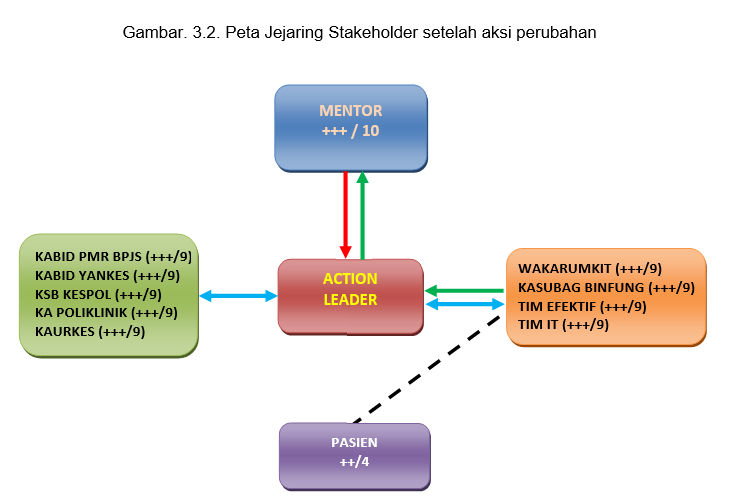 Gambar. 3.2. Peta Jejaring Stakeholder setelah aksi perubahan
MENTOR
+++ / 10
KABID PMR BPJS (+++/9)
KABID YANKES (+++/9)
KSB KESPOL (+++/9)
KA POLIKLINIK (+++/9)
KAURKES (+++/9)
ACTION
LEADER
WAKARUMKIT (+++/9)
KASUBAG BINFUNG (+++/9)
TIM EFEKTIF (+++/9)
TIM IT (+++/9)
PASIEN
++/4